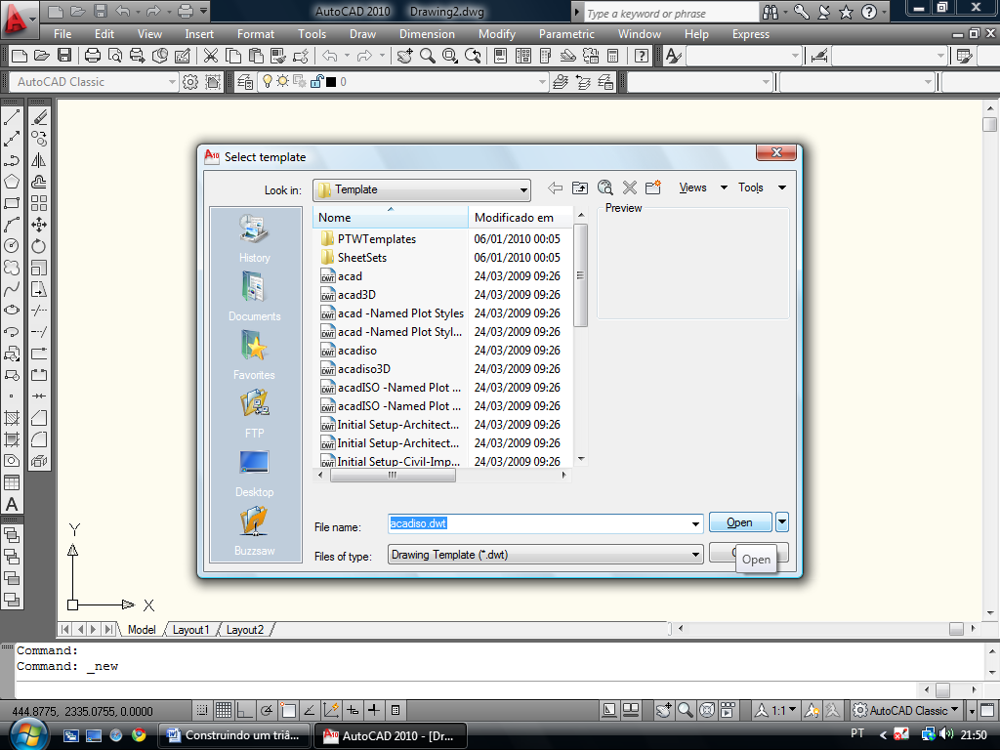 AutoCAD 2010 Drawing2.dwg
Type a keyword or phrase
File Edit View Insert Format Tools Draw Dimension Modify Parametric Window Help Express
AutoCAD Classic
0
A10 Select template
Look in: Template
Views Tools
Nome Modificado em
Preview
PTWTemplates 06/01/2010 00:05
SheetSets 06/01/2010 00:05
acad 24/03/2009 09:26
acad3D 24/03/2009 09:26
acad -Named Plot Styles 24/03/2009 09:26
acad -Named Plot Styl... 24/03/2009 09:26
acadiso 24/03/2009 09:26
acadiso3D 24/03/2009 09:26
acadISO -Named Plot ... 24/03/2009 09:26
acadISO -Named Plot ... 24/03/2009 09:26
Initial Setup-Architect... 24/03/2009 09:26
Initial Setup-Architect... 24/03/2009 09:26
Initial Setup-Civil-Imp... 24/03/2009 09:26
History
Documents
Favorites
FTP
Desktop
Buzzsaw
File name: acadiso.dwt Open
Files of type: Drawing Template (*.dwt)
Open
Y
X
Model Layout1 Layout2
Command:
Command: _new
444.8775, 2335.0755, 0.0000
1:1 AutoCAD Classic
Construindo um triâ... AutoCAD 2010 - [Dra... PT 21:50